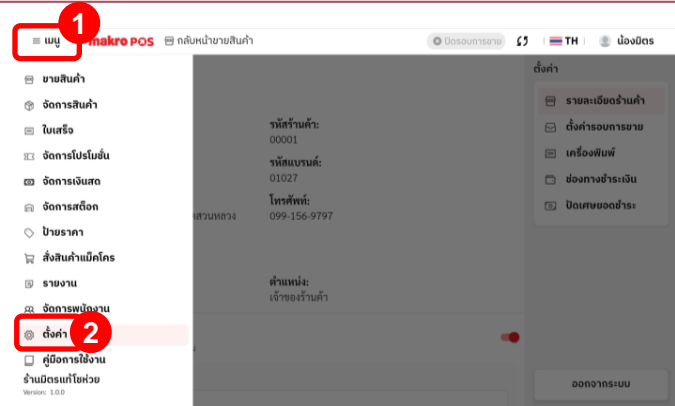 1
เมนู
makro POS
กลับหน้าขายสินค้า
ปิดรอบการขาย
TH
น้องมิตร
ขายสินค้า
จัดการสินค้า
ใบเสร็จ
จัดการโปรโมชั่น
จัดการเงินสด
จัดการสต็อก
ป้ายราคา
สั่งสินค้าแม็คโคร
รายงาน
จัดการพนักงาน
ตั้งค่า
2
คู่มือการใช้งาน
ร้านมิตรแท้โชห่วย
Version: 1.0.0
รหัสร้านค้า:
00001
รหัสแบรนด์:
01027
โทรศัพท์:
สวนหลวง
099-156-9797
ตำแหน่ง:
เจ้าของร้านค้า
ตั้งค่า
รายละเอียดร้านค้า
ตั้งค่ารอบการขาย
เครื่องพิมพ์
ช่องทางชำระเงิน
ปัดเศษยอดชำระ
ออกจากระบบ